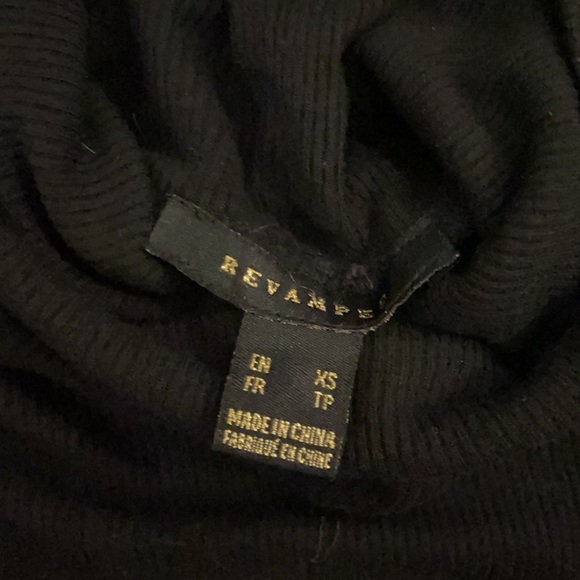 REVAMPE
EN XS
FR TP
MADE IN CHINA
FABRIQUÉ EN CHINE